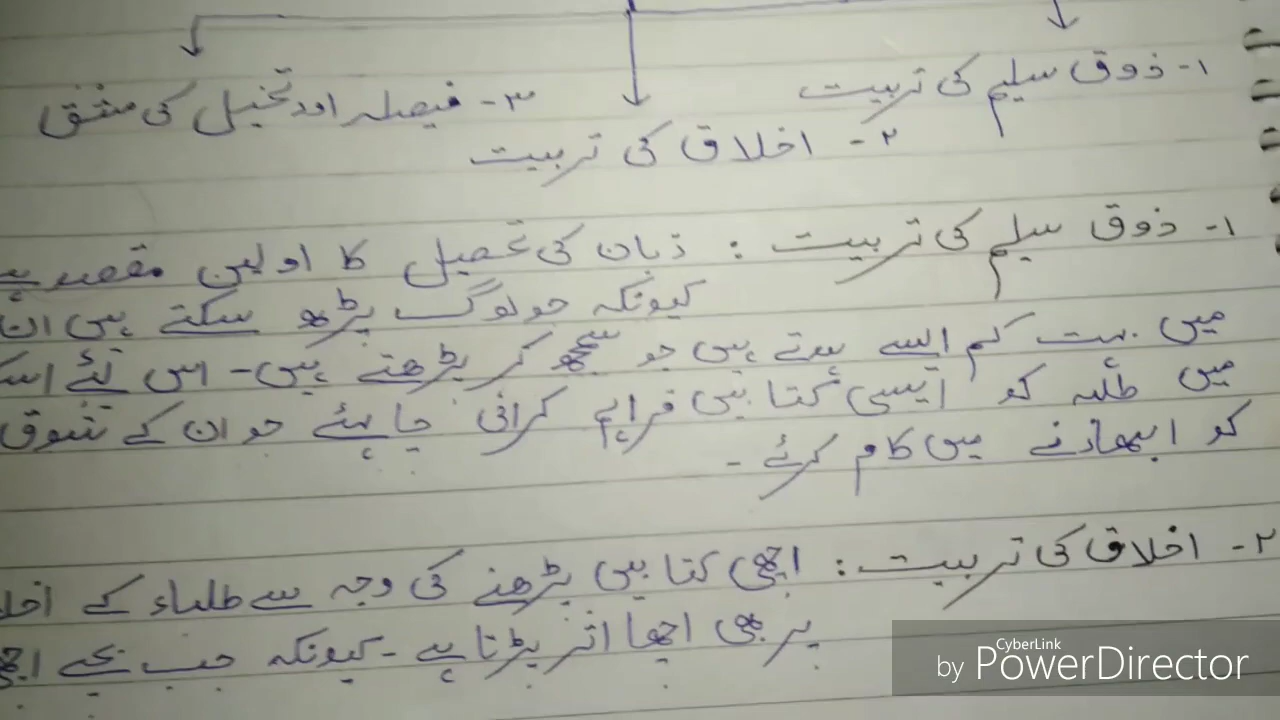 ۱- ذوق سلیم کی تربیت
۲- اخلاق کی تربیت
۳- فیصلہ اور تخیل کی مشق
۱- ذوق سلیم کی تربیت : زبان کی تحصیل کا اولین مقصد ہے
کیونکہ جو لوگ پڑھ سکتے ہیں ان
میں بہت کم ایسے ہوتے ہیں جو سمجھ کر پڑھتے ہیں - اس لئے
میں طلبہ کو ایسی کتابیں فراہم کرانی چاہئے جو ان کے شوق
کو ابھارنے میں کام کرئے -
۲- اخلاق کی تربیت : اچھی کتابیں پڑھنے کی وجہ سے طلباء کے
پر بھی اچھا اثر پڑتا ہے - کیونکہ جب بچے
CyberLink
by PowerDirector